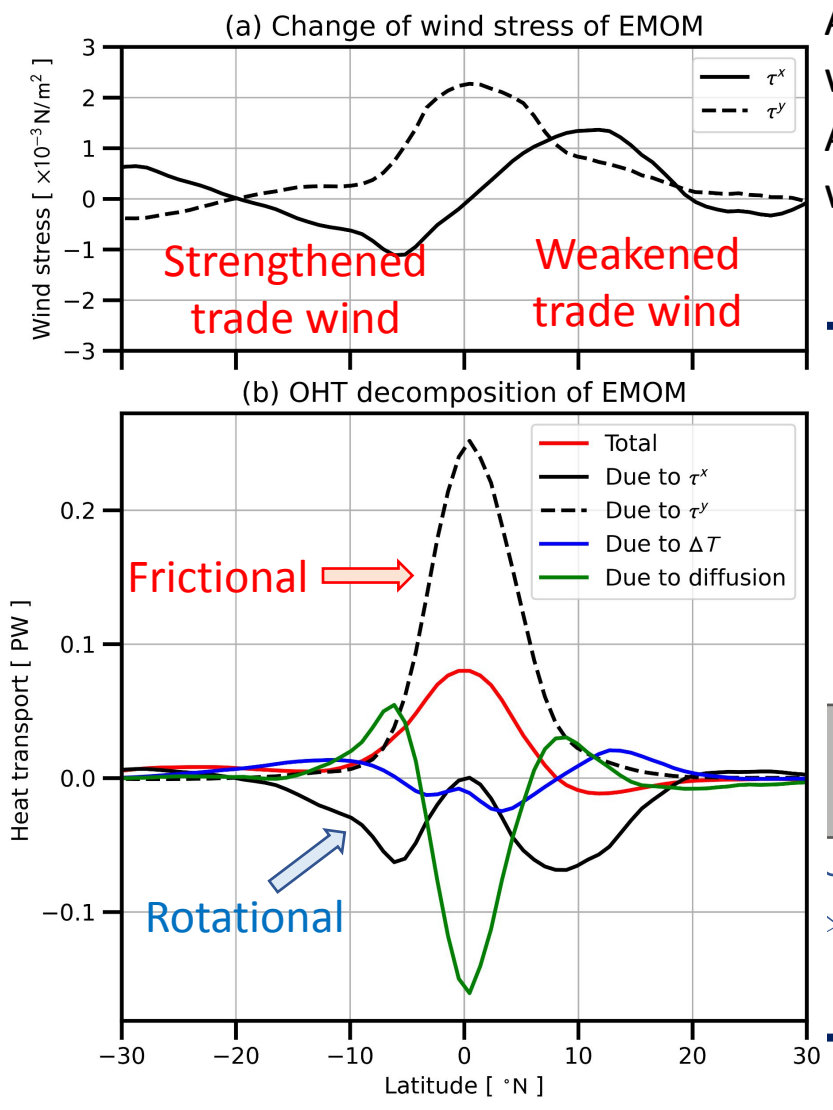 (a) Change of wind stress of EMOM
Wind stress [ ×10⁻³ N/m² ]
3
2
1
0
−1
−2
−3
τˣ
τʸ
Strengthened
trade wind
Weakened
trade wind
(b) OHT decomposition of EMOM
Heat transport [ PW ]
0.2
0.1
0.0
−0.1
Total
Due to τˣ
Due to τʸ
Due to ΔT
Due to diffusion
Frictional
Rotational
−30 −20 −10 0 10 20 30
Latitude [ °N ]